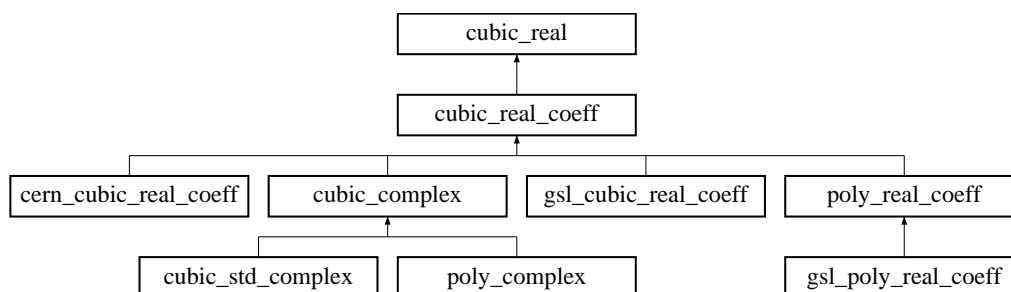 cubic_real
cubic_real_coeff
cern_cubic_real_coeff cubic_complex gsl_cubic_real_coeff poly_real_coeff
cubic_std_complex poly_complex gsl_poly_real_coeff